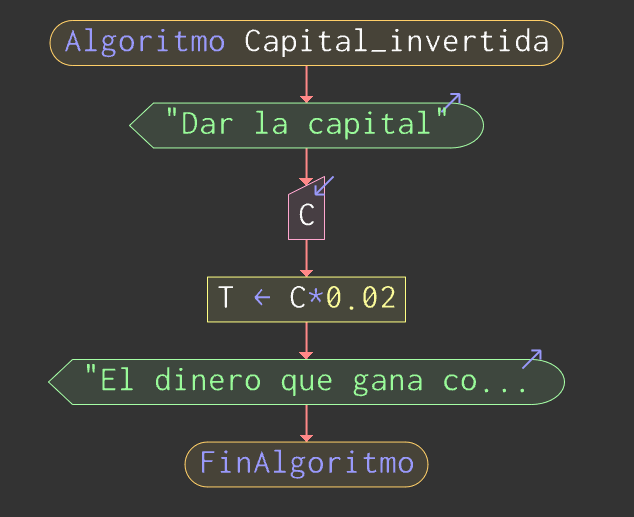 Algoritmo Capital_invertida
"Dar la capital"
C
T ← C*0.02
"El dinero que gana co...
FinAlgoritmo